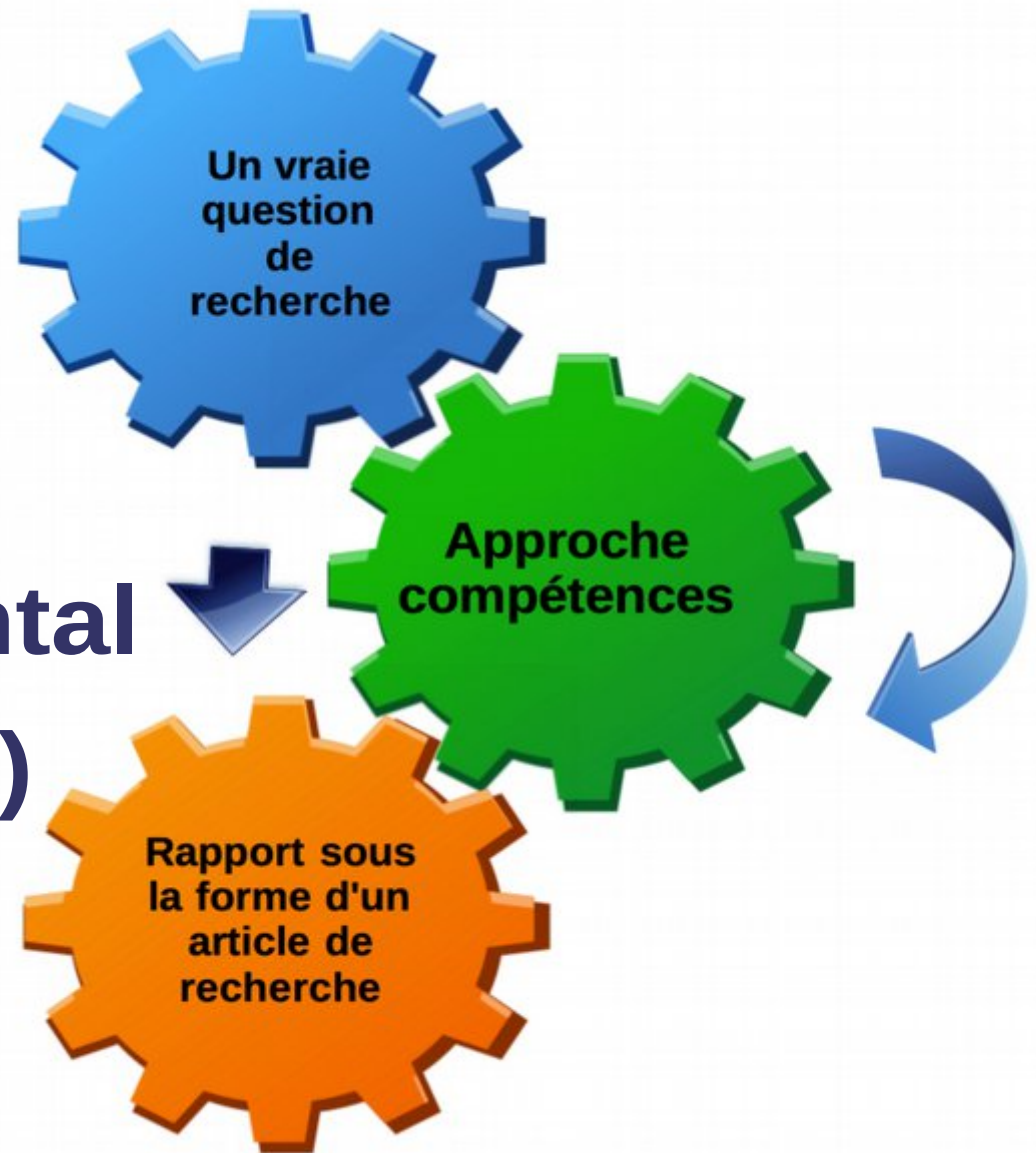 Un vraie
question
de
recherche
Approche
compétences
ntal
)
Rapport sous
la forme d'un
article de
recherche